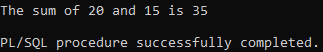 The sum of 20 and 15 is 35
PL/SQL procedure successfully completed.